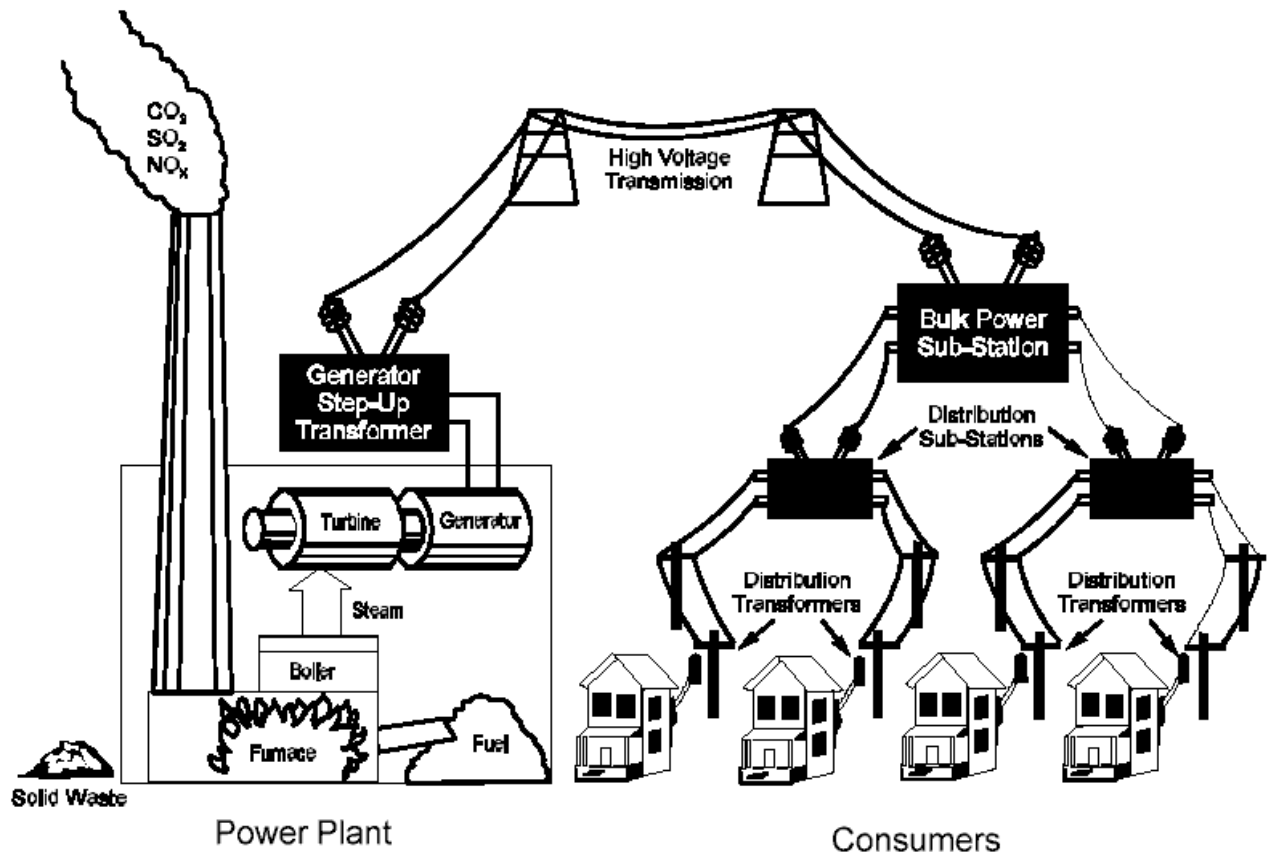 CO₂
SO₂
NOₓ
High Voltage
Transmission
Generator
Step-Up
Transformer
Bulk Power
Sub-Station
Distribution
Sub-Stations
Turbine
Generator
Steam
Boiler
Furnace
Fuel
Solid Waste
Distribution
Transformers
Distribution
Transformers
Power Plant
Consumers